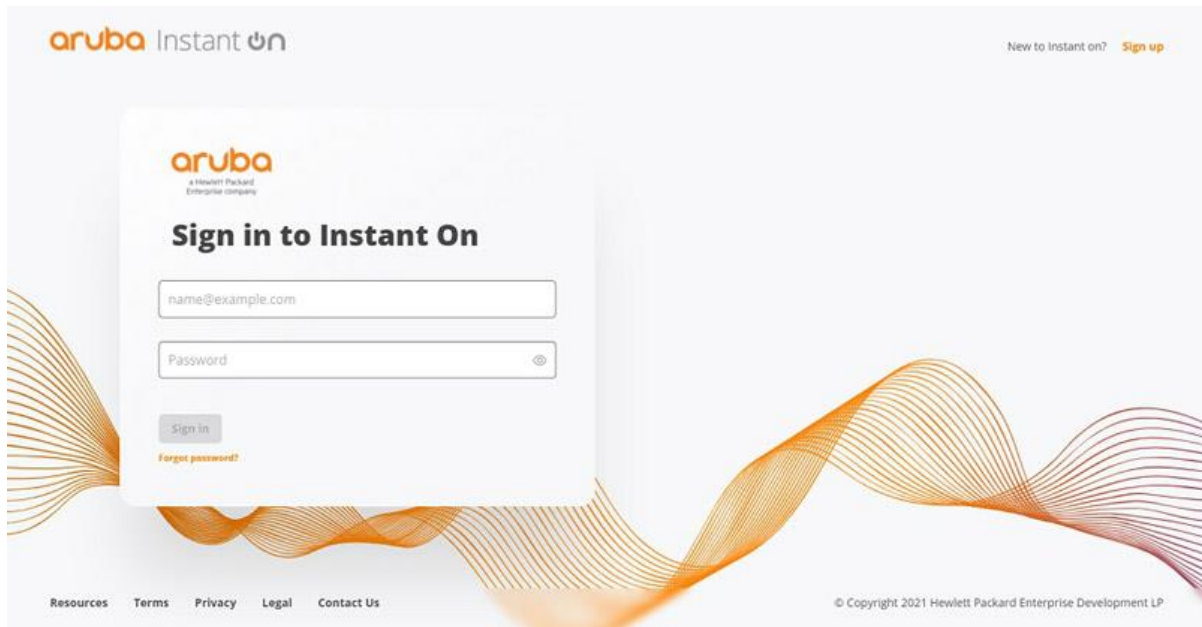 aruba Instant on
New to Instant on? Sign up
aruba
a Hewlett Packard
Enterprise company
Sign in to Instant On
name@example.com
Password
Sign in
Forgot password?
Resources Terms Privacy Legal Contact Us
© Copyright 2021 Hewlett Packard Enterprise Development LP